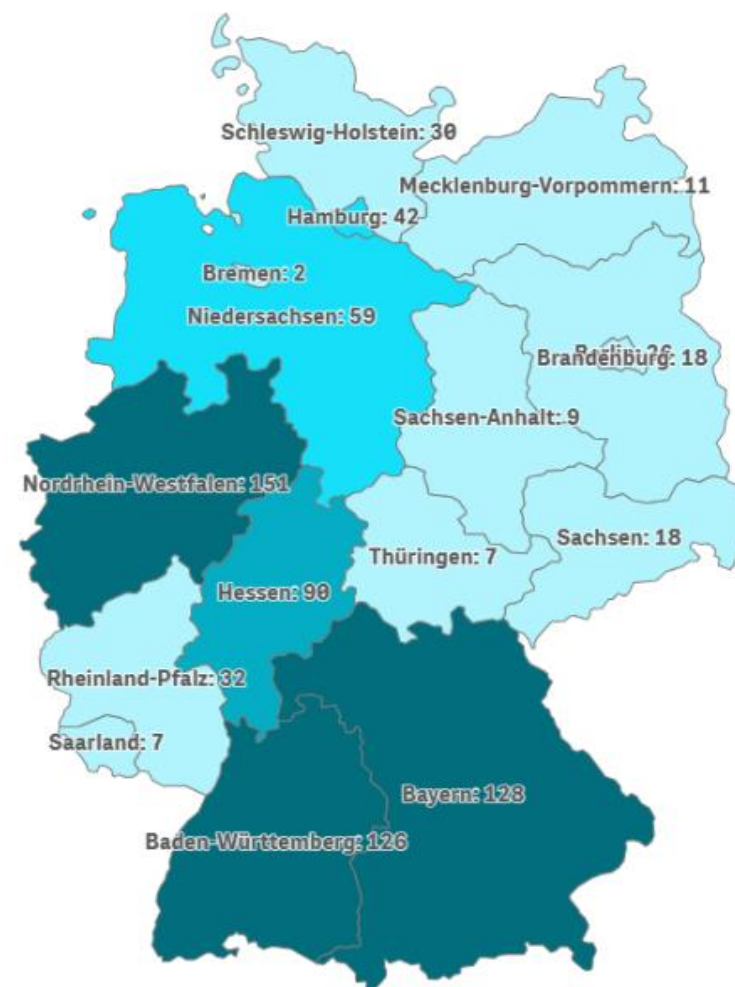 Schleswig-Holstein: 30
Mecklenburg-Vorpommern: 11
Hamburg: 42
Bremen: 2
Niedersachsen: 59
Brandenburg: 18
Sachsen-Anhalt: 9
Nordrhein-Westfalen: 151
Sachsen: 18
Thüringen: 7
Hessen: 90
Rheinland-Pfalz: 32
Saarland: 7
Bayern: 128
Baden-Württemberg: 126